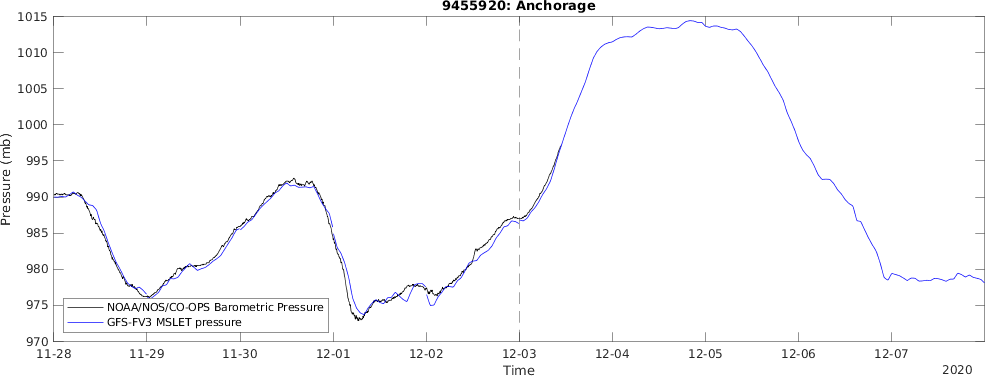 9455920: Anchorage
1015
1010
1005
1000
995
990
985
980
975
970
Pressure (mb)
NOAA/NOS/CO-OPS Barometric Pressure
GFS-FV3 MSLET pressure
11-28 11-29 11-30 12-01 12-02 12-03 12-04 12-05 12-06 12-07
Time
2020